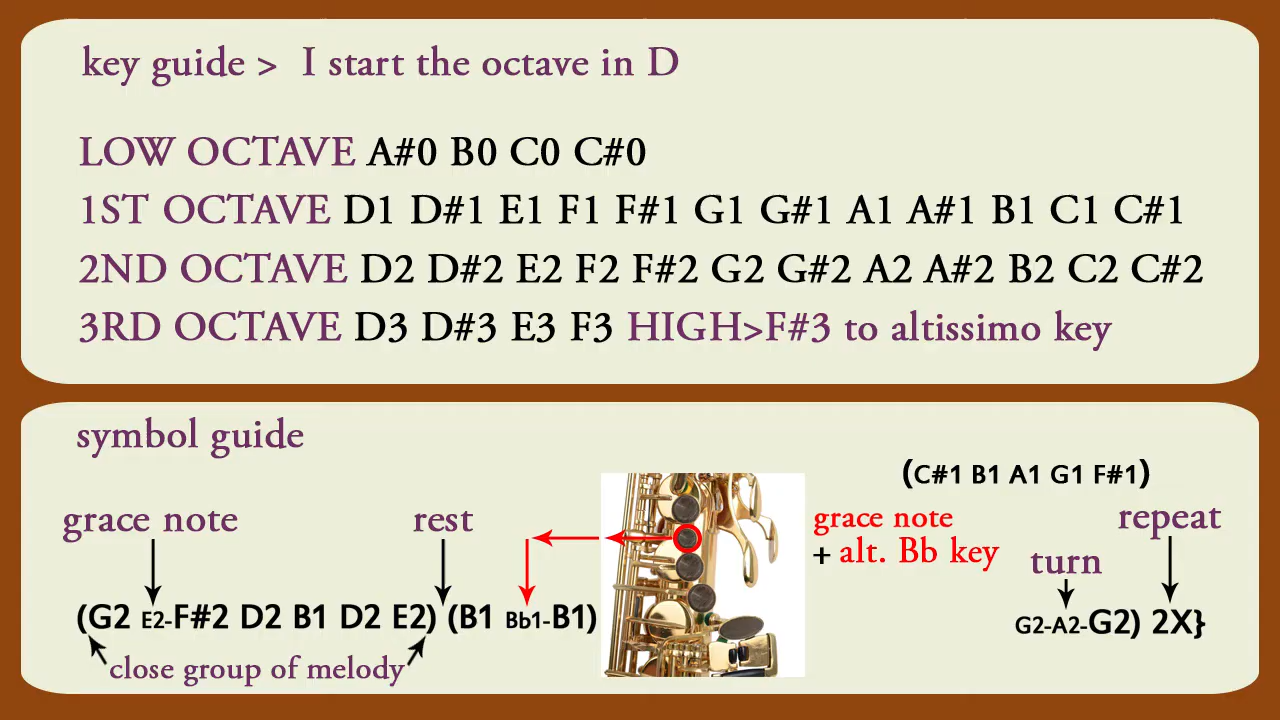 key guide > I start the octave in D
LOW OCTAVE A#0 B0 C0 C#0
1ST OCTAVE D1 D#1 E1 F1 F#1 G1 G#1 A1 A#1 B1 C1 C#1
2ND OCTAVE D2 D#2 E2 F2 F#2 G2 G#2 A2 A#2 B2 C2 C#2
3RD OCTAVE D3 D#3 E3 F3 HIGH>F#3 to altissimo key
symbol guide
(C#1 B1 A1 G1 F#1)
grace note
rest
grace note
+ alt. Bb key
repeat
turn
(G2 E2-F#2 D2 B1 D2 E2) (B1 Bb1-B1)
G2-A2-G2) 2X}
close group of melody